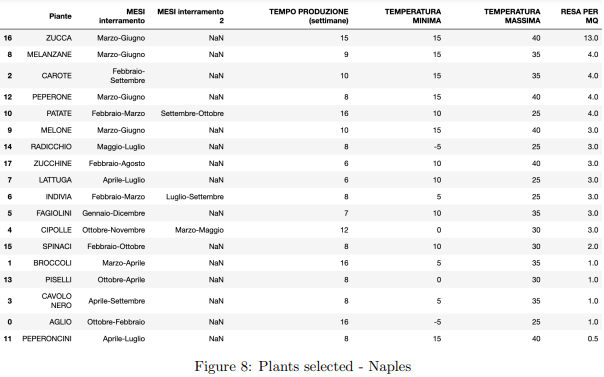 Piante MESI interramento MESI interramento 2 TEMPO PRODUZIONE (settimane) TEMPERATURA MINIMA TEMPERATURA MASSIMA RESA PER MQ
16 ZUCCA Marzo-Giugno NaN 15 15 40 13.0
8 MELANZANE Marzo-Giugno NaN 9 15 35 4.0
2 CAROTE Febbraio-Settembre NaN 10 15 35 4.0
12 PEPERONE Marzo-Giugno NaN 8 15 40 4.0
10 PATATE Febbraio-Marzo Settembre-Ottobre 16 10 25 4.0
9 MELONE Marzo-Giugno NaN 10 15 40 3.0
14 RADICCHIO Maggio-Luglio NaN 8 -5 25 3.0
17 ZUCCHINE Febbraio-Agosto NaN 6 10 40 3.0
7 LATTUGA Aprile-Luglio NaN 6 10 25 3.0
6 INDIVIA Febbraio-Marzo Luglio-Settembre 8 5 25 3.0
5 FAGIOLINI Gennaio-Dicembre NaN 7 10 35 3.0
4 CIPOLLE Ottobre-Novembre Marzo-Maggio 12 0 30 3.0
15 SPINACI Febbraio-Ottobre NaN 8 10 30 2.0
1 BROCCOLI Marzo-Aprile NaN 16 5 35 1.0
13 PISELLI Ottobre-Aprile NaN 8 0 30 1.0
3 CAVOLO NERO Aprile-Settembre NaN 8 5 35 1.0
0 AGLIO Ottobre-Febbraio NaN 16 -5 25 1.0
11 PEPERONCINI Aprile-Luglio NaN 8 15 40 0.5
Figure 8: Plants selected - Naples